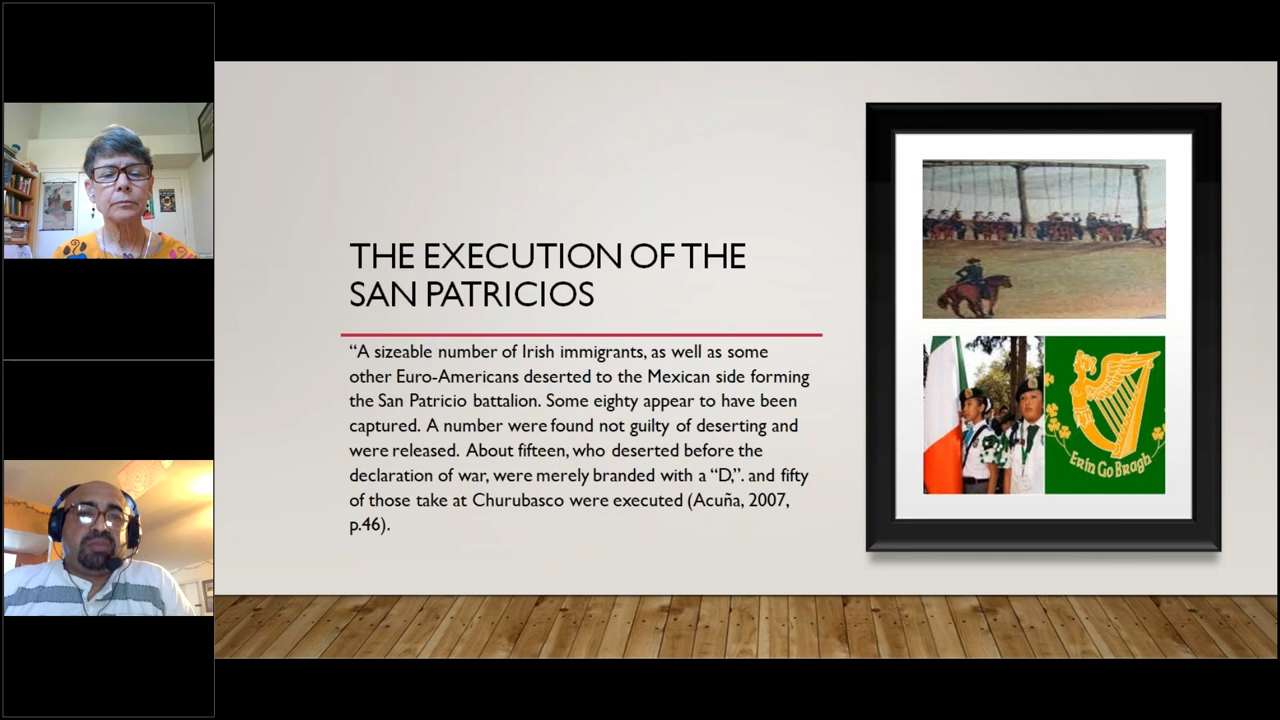 THE EXECUTION OF THE
SAN PATRICIOS
“A sizeable number of Irish immigrants, as well as some
other Euro-Americans deserted to the Mexican side forming
the San Patricio battalion. Some eighty appear to have been
captured. A number were found not guilty of deserting and
were released. About fifteen, who deserted before the
declaration of war, were merely branded with a “D,”. and fifty
of those take at Churubasco were executed (Acuña, 2007,
p.46).
Erin Go Bragh